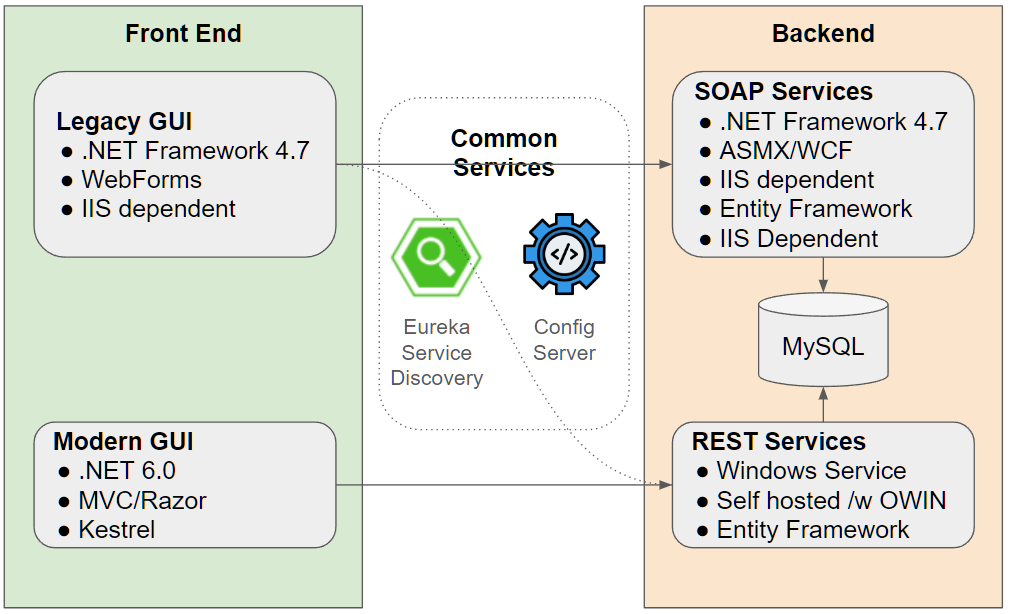 Front End
Legacy GUI
● .NET Framework 4.7
● WebForms
● IIS dependent
Modern GUI
● .NET 6.0
● MVC/Razor
● Kestrel
Common
Services
</>
Eureka
Service
Discovery
Config
Server
Backend
SOAP Services
● .NET Framework 4.7
● ASMX/WCF
● IIS dependent
● Entity Framework
● IIS Dependent
MySQL
REST Services
● Windows Service
● Self hosted /w OWIN
● Entity Framework